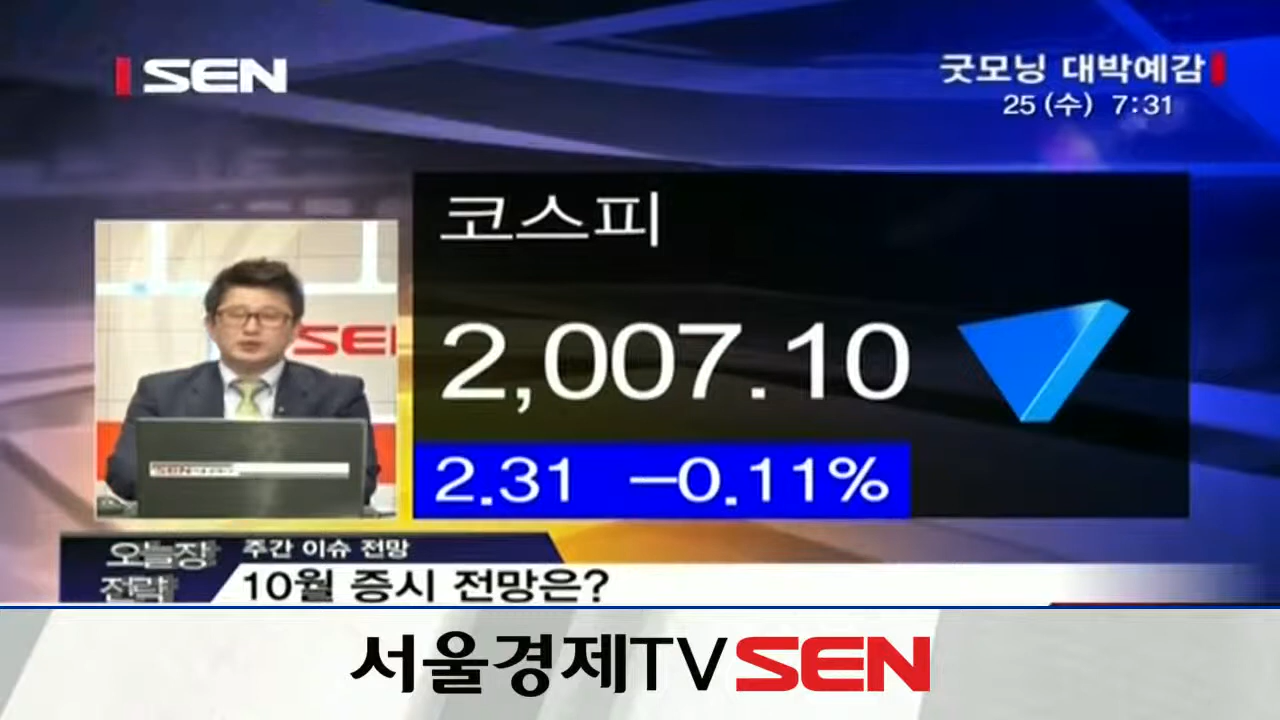 SEN
굿모닝 대박예감
25 (수) 7:31
코스피
2,007.10
2.31 -0.11%
SEN
SEN
오늘장
전략
주간 이슈 전망
10월 증시 전망은?
서울경제TV SEN